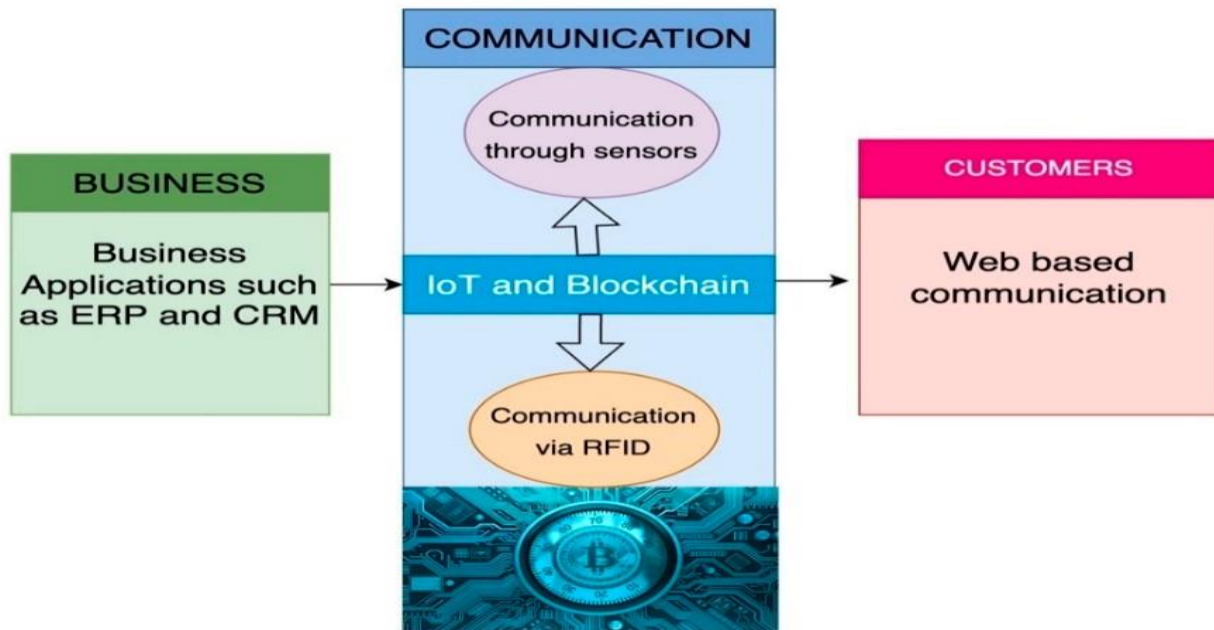 COMMUNICATION
Communication
through sensors
BUSINESS
Business
Applications such
as ERP and CRM
IoT and Blockchain
Communication
via RFID
CUSTOMERS
Web based
communication